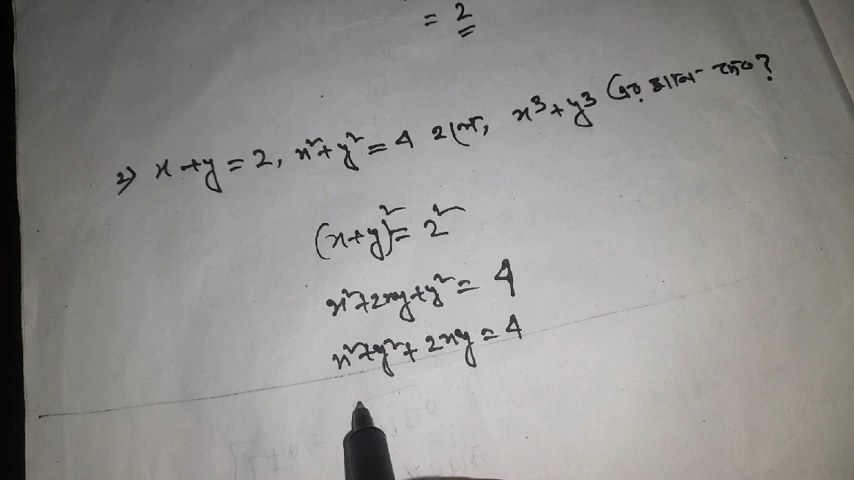 = 2
2) x + y = 2, x² + y² = 4 হলে, x³ + y³ এর মান কত?
(x+y)² = 2²
x² + 2xy + y² = 4
x² + y² + 2xy = 4